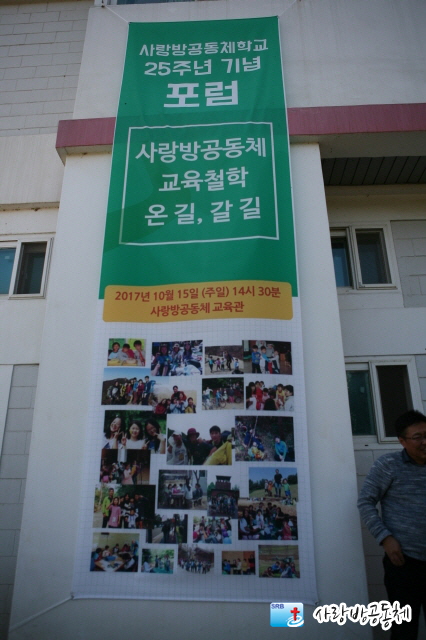 사랑방공동체학교
25주년 기념
포럼
사랑방공동체
교육철학
온 길, 갈 길
2017년 10월 15일 (주일) 14시 30분
사랑방공동체 교육관
SRB 사랑방공동체